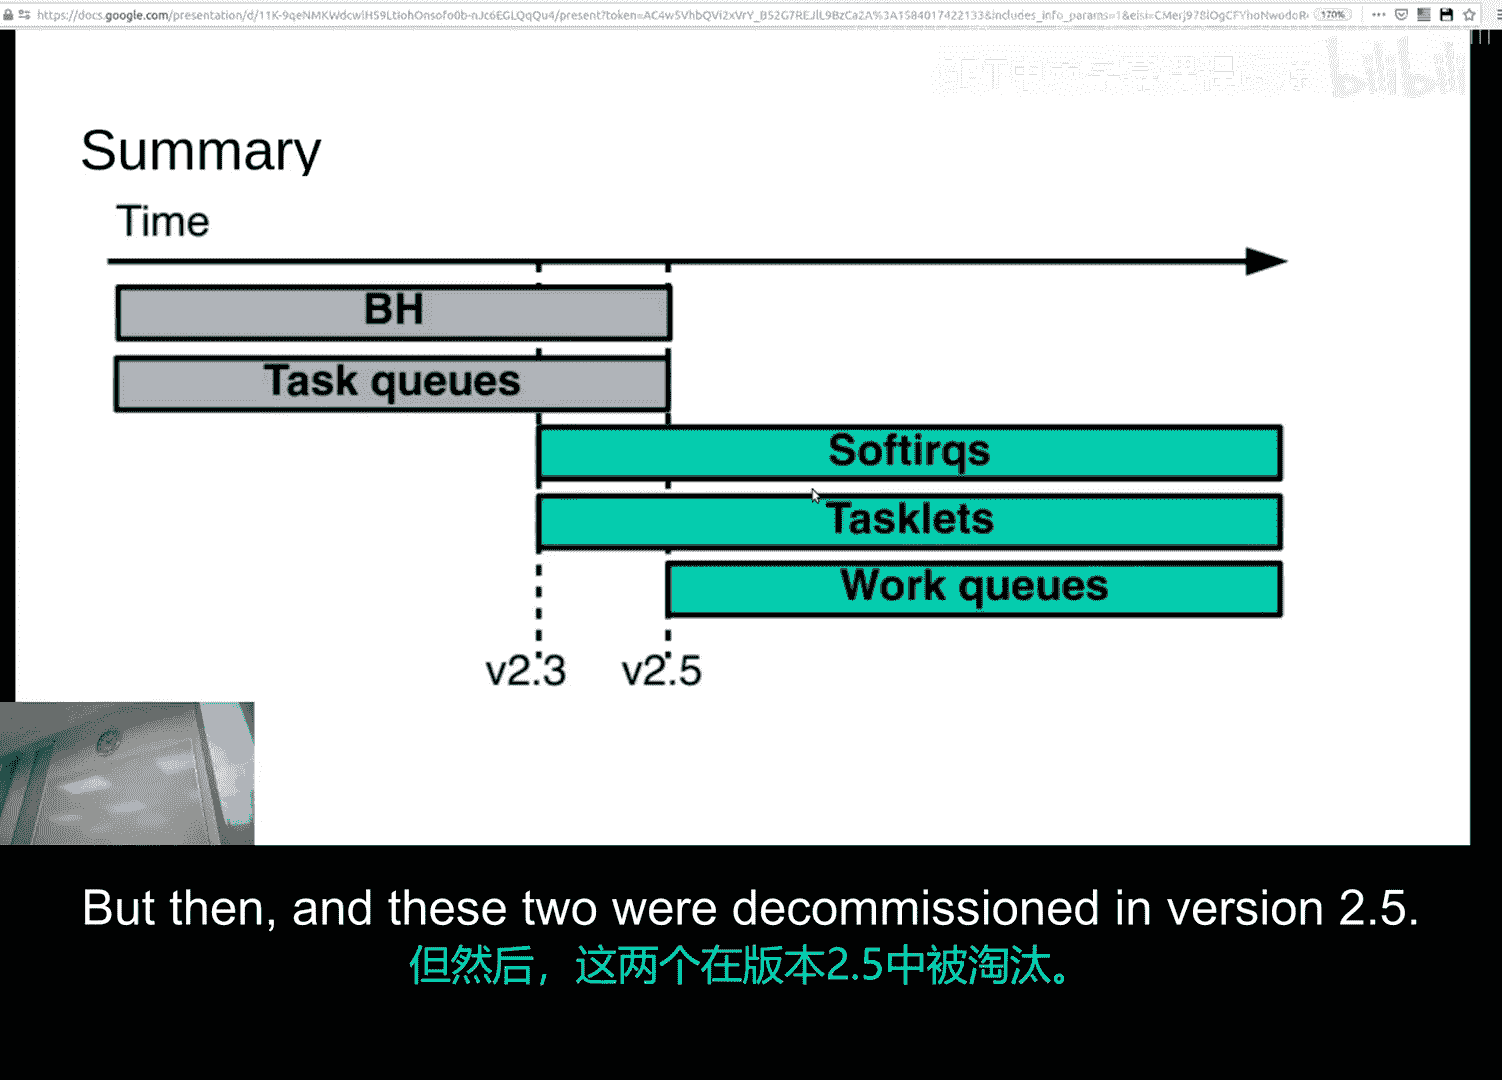 170%
Summary
Time
BH
Task queues
Softirqs
Tasklets
Work queues
v2.3 v2.5
But then, and these two were decommissioned in version 2.5.
但然后，这两个在版本2.5中被淘汰。
bilibili